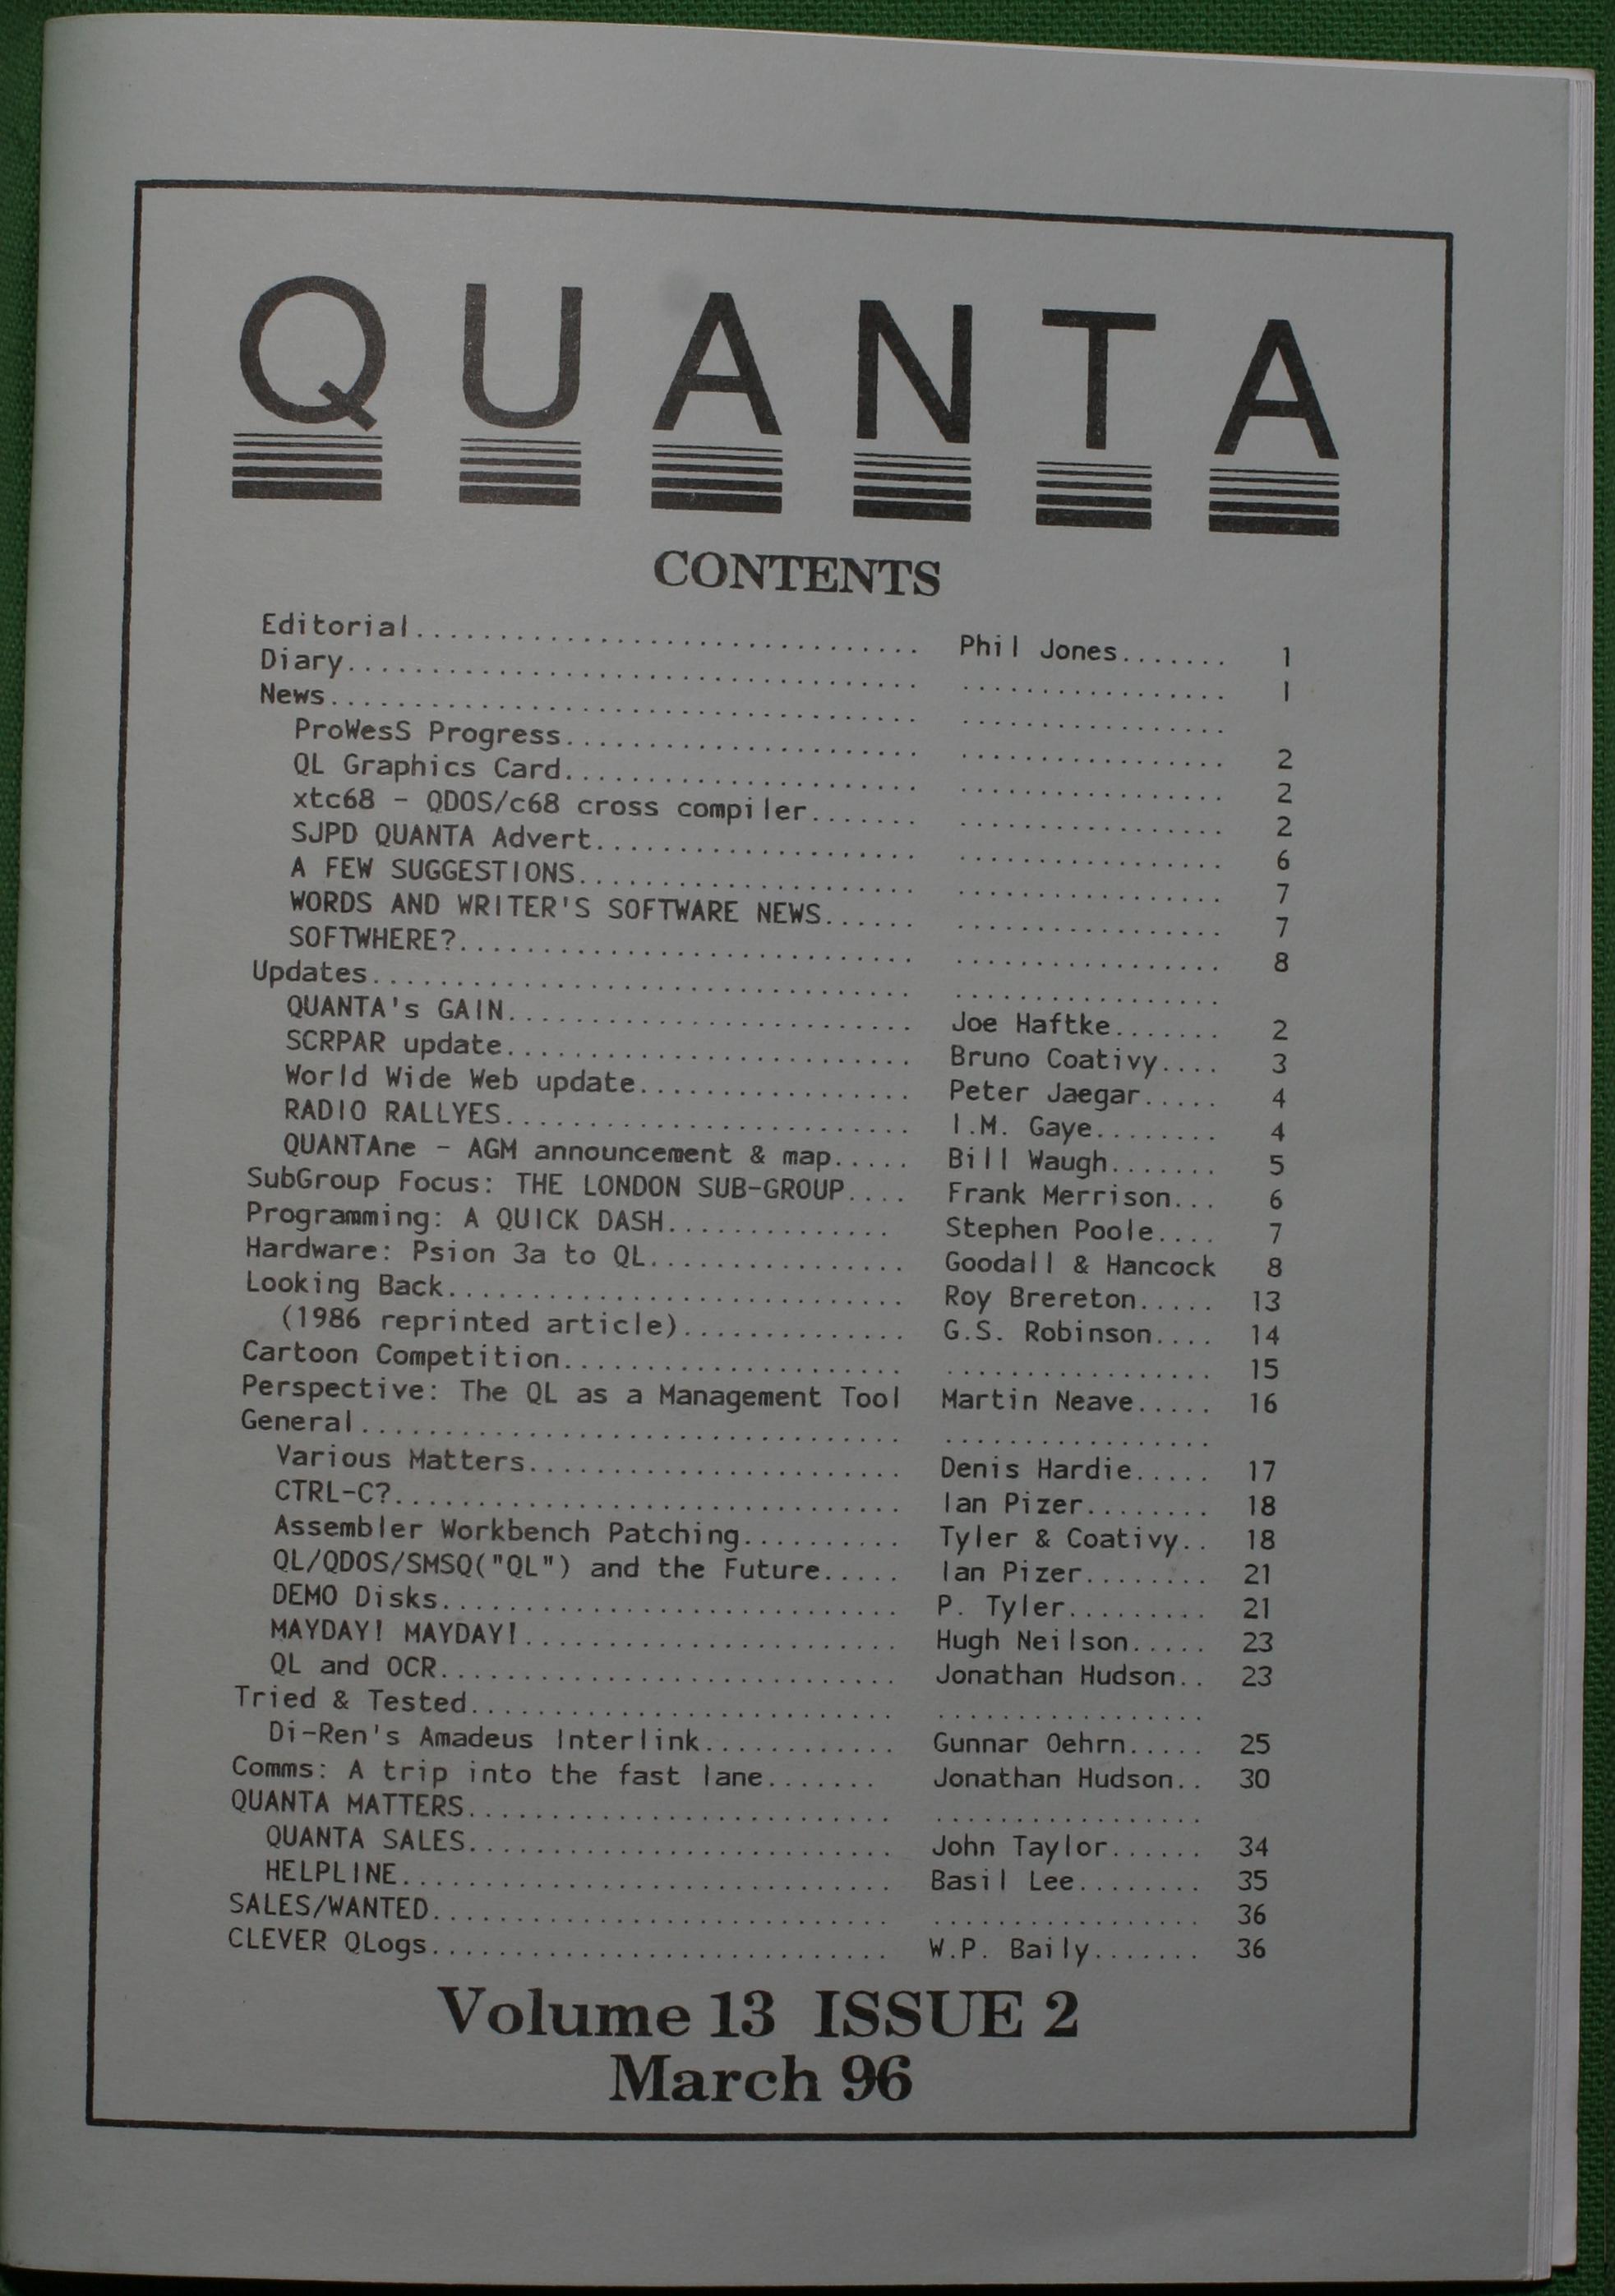 QUANTA
CONTENTS
Editorial.............................. Phil Jones....... 1
Diary.................................. ................ 1
News................................... ................
ProWesS Progress..................... ................ 2
QL Graphics Card..................... ................ 2
xtc68 - QDOS/c68 cross compiler....... ................ 2
SJPD QUANTA Advert................... ................ 6
A FEW SUGGESTIONS.................... ................ 7
WORDS AND WRITER'S SOFTWARE NEWS...... ................ 7
SOFTWHERE?........................... ................ 8
Updates................................ ................
QUANTA's GAIN........................ Joe Haftke....... 2
SCRPAR update........................ Bruno Coativy.... 3
World Wide Web update................ Peter Jaegar..... 4
RADIO RALLYES........................ I.M. Gaye........ 4
QUANTAne - AGM announcement & map..... Bill Waugh....... 5
SubGroup Focus: THE LONDON SUB-GROUP.... Frank Merrison... 6
Programming: A QUICK DASH.............. Stephen Poole.... 7
Hardware: Psion 3a to QL................ Goodall & Hancock 8
Looking Back........................... Roy Brereton..... 13
(1986 reprinted article).............. G.S. Robinson.... 14
Cartoon Competition.................... ................ 15
Perspective: The QL as a Management Tool Martin Neave..... 16
General................................ ................
Various Matters...................... Denis Hardie..... 17
CTRL-C?.............................. Ian Pizer........ 18
Assembler Workbench Patching.......... Tyler & Coativy.. 18
QL/QDOS/SMSQ("QL") and the Future..... Ian Pizer........ 21
DEMO Disks........................... P. Tyler......... 21
MAYDAY! MAYDAY!...................... Hugh Neilson..... 23
QL and OCR........................... Jonathan Hudson.. 23
Tried & Tested......................... ................
Di-Ren's Amadeus Interlink............ Gunnar Oehrn..... 25
Comms: A trip into the fast lane....... Jonathan Hudson.. 30
QUANTA MATTERS......................... ................
QUANTA SALES......................... John Taylor...... 34
HELPLINE............................. Basil Lee........ 35
SALES/WANTED........................... ................ 36
CLEVER QLogs........................... W.P. Baily....... 36
Volume 13 ISSUE 2
March 96